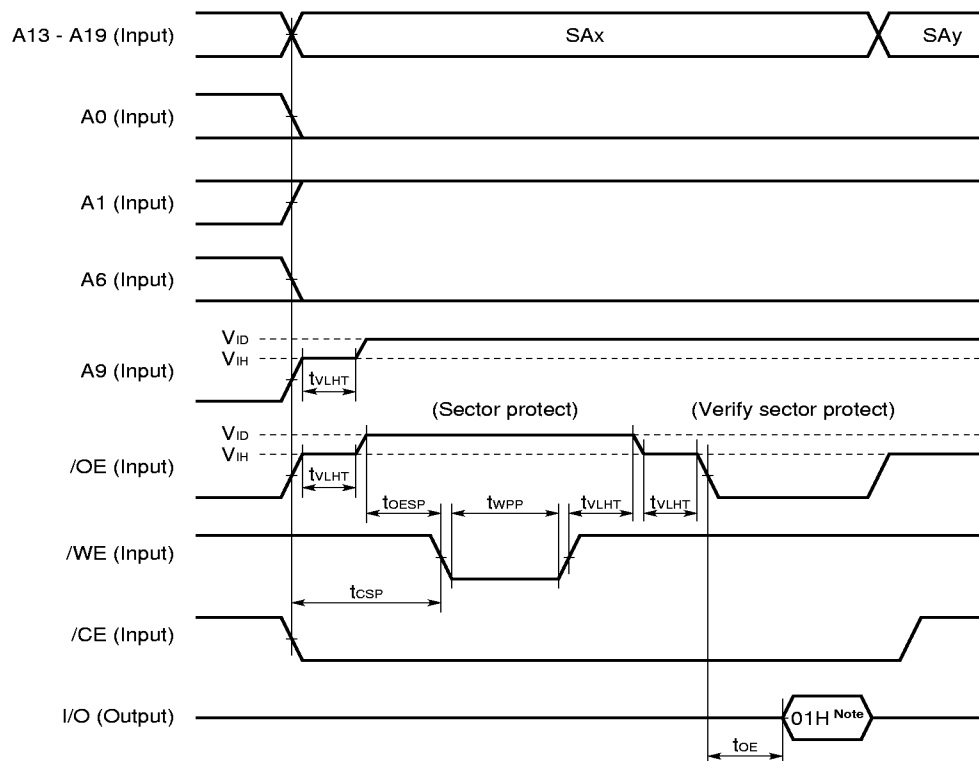 A13 - A19 (Input)
SAx
SAy
A0 (Input)
A1 (Input)
A6 (Input)
VID
VIH
A9 (Input)
tVLHT
(Sector protect)
(Verify sector protect)
VID
VIH
/OE (Input)
tVLHT
tOESP
tWPP
tVLHT
tVLHT
/WE (Input)
tCSP
/CE (Input)
I/O (Output)
01H Note
tOE